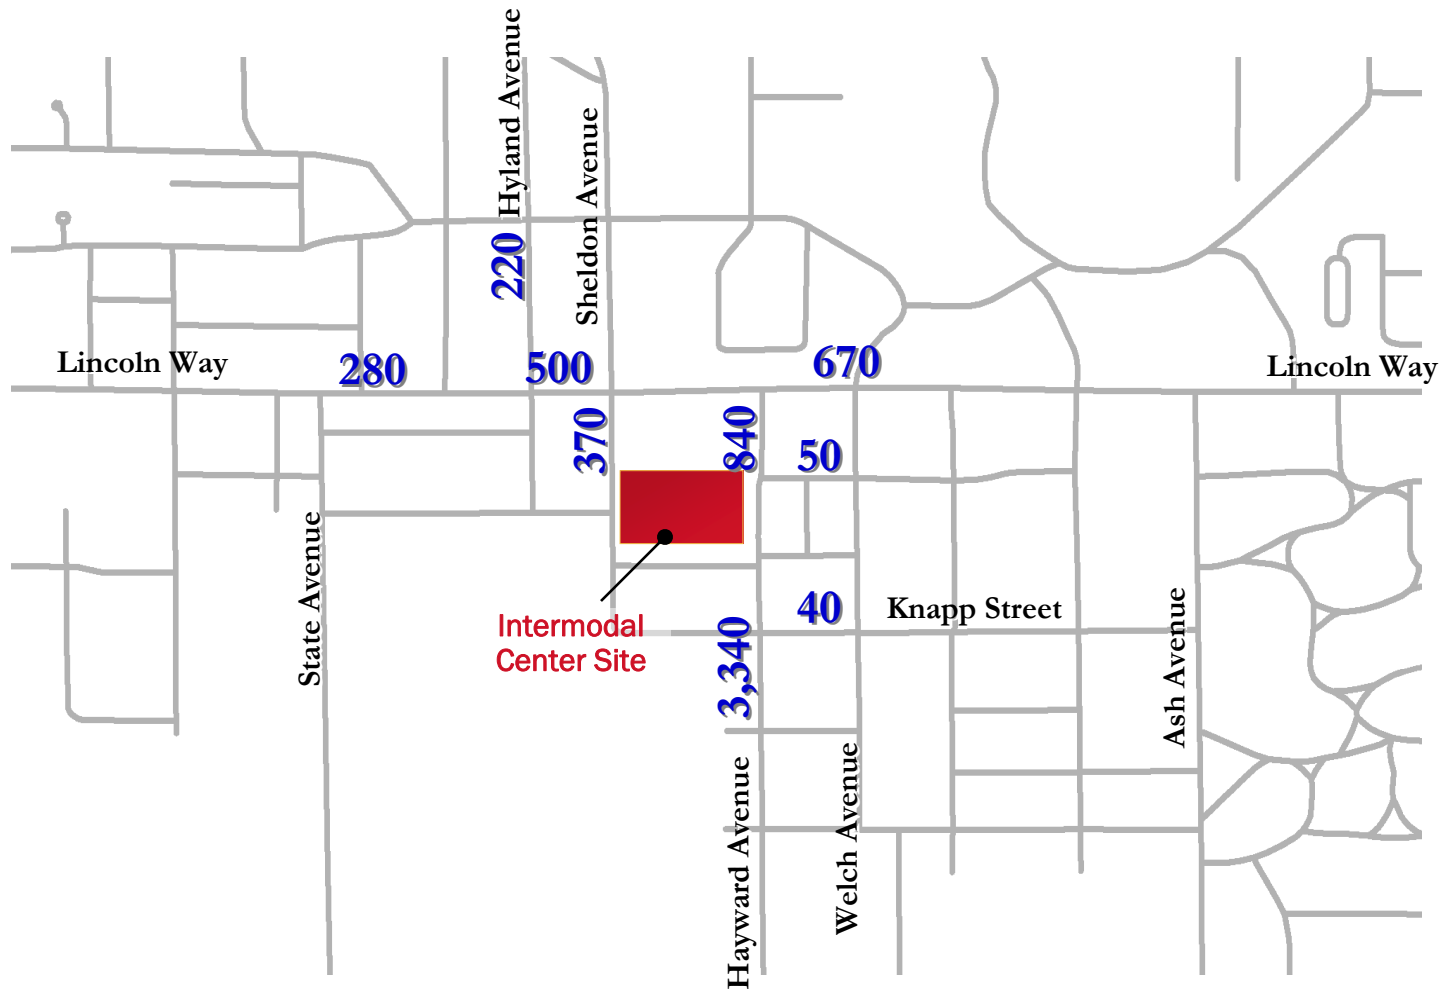 Hyland Avenue
Sheldon Avenue
220
Lincoln Way
280
500
670
Lincoln Way
370
840
50
State Avenue
Intermodal
Center Site
40
Knapp Street
3,340
Ash Avenue
Hayward Avenue
Welch Avenue